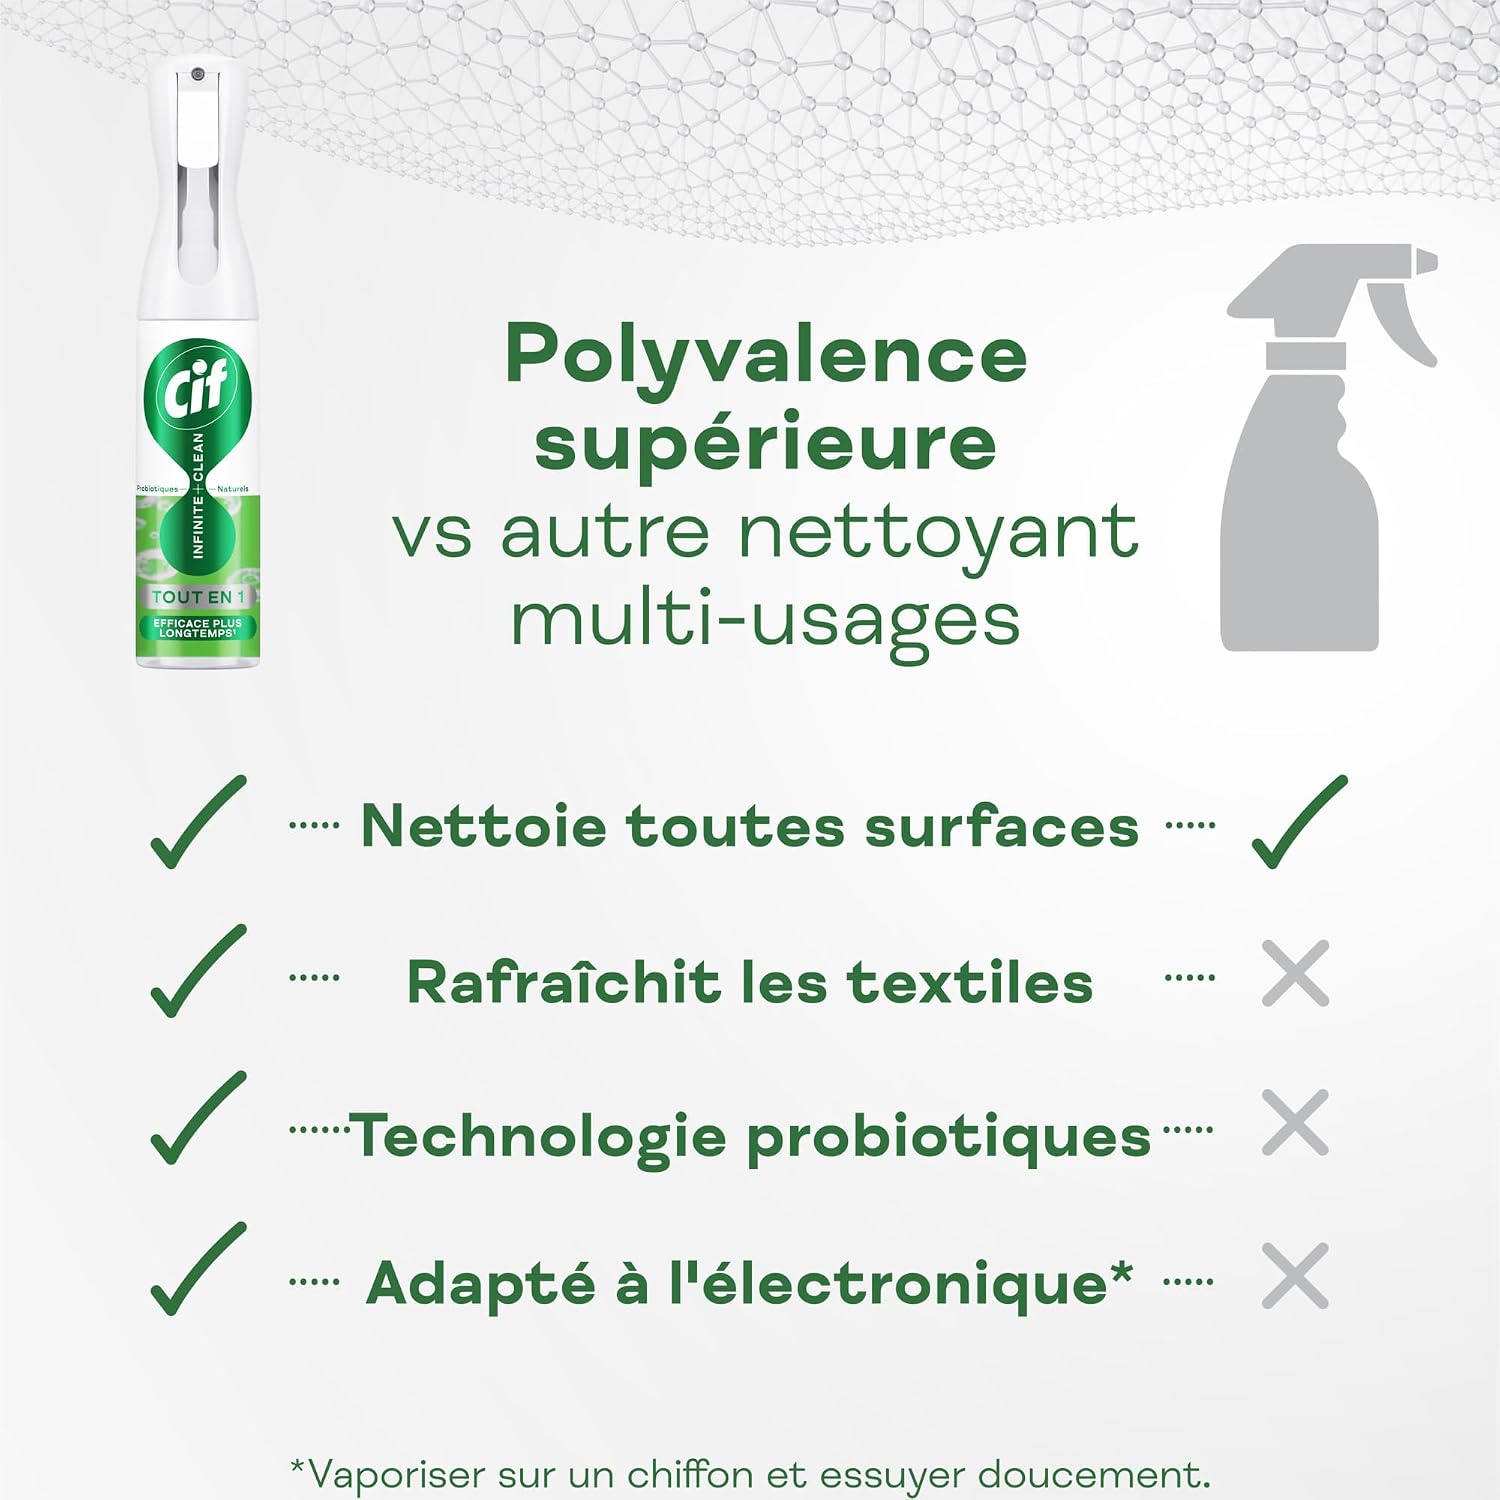 Cif
INFINITE+CLEAN
Probiotiques
Naturels
TOUT EN 1
EFFICACE PLUS
LONGTEMPS¹
Polyvalence
supérieure
vs autre nettoyant
multi-usages
Nettoie toutes surfaces
Rafraîchit les textiles
Technologie probiotiques
Adapté à l'électronique*
*Vaporiser sur un chiffon et essuyer doucement.